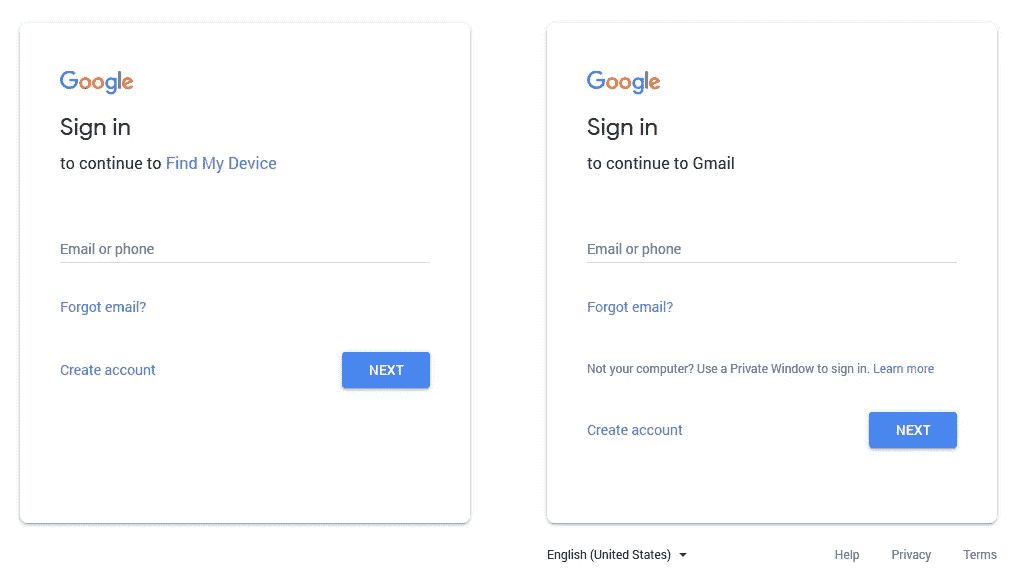 Google
Sign in
to continue to Find My Device
Email or phone
Forgot email?
Create account
NEXT
Google
Sign in
to continue to Gmail
Email or phone
Forgot email?
Not your computer? Use a Private Window to sign in. Learn more
Create account
NEXT
English (United States)
Help
Privacy
Terms